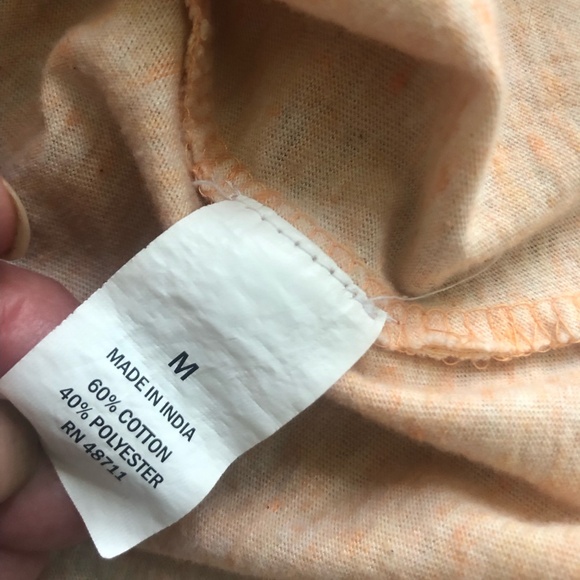 M
MADE IN INDIA
60% COTTON
40% POLYESTER
RN 48711